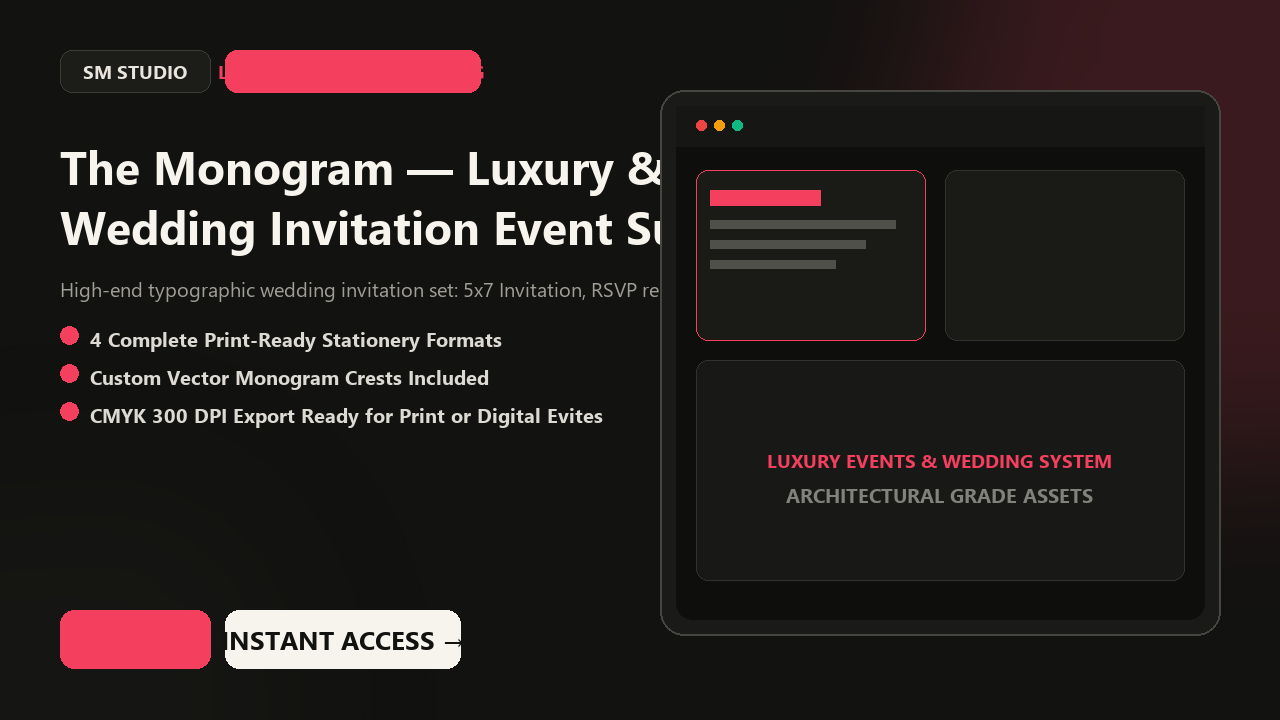 SM STUDIO
The Monogram — Luxury &
Wedding Invitation Event
High-end typographic wedding invitation set: 5x7 Invitation, RSVP
4 Complete Print-Ready Stationery Formats
Custom Vector Monogram Crests Included
CMYK 300 DPI Export Ready for Print or Digital Evites
LUXURY EVENTS & WEDDING SYSTEM
ARCHITECTURAL GRADE ASSETS
INSTANT ACCESS →